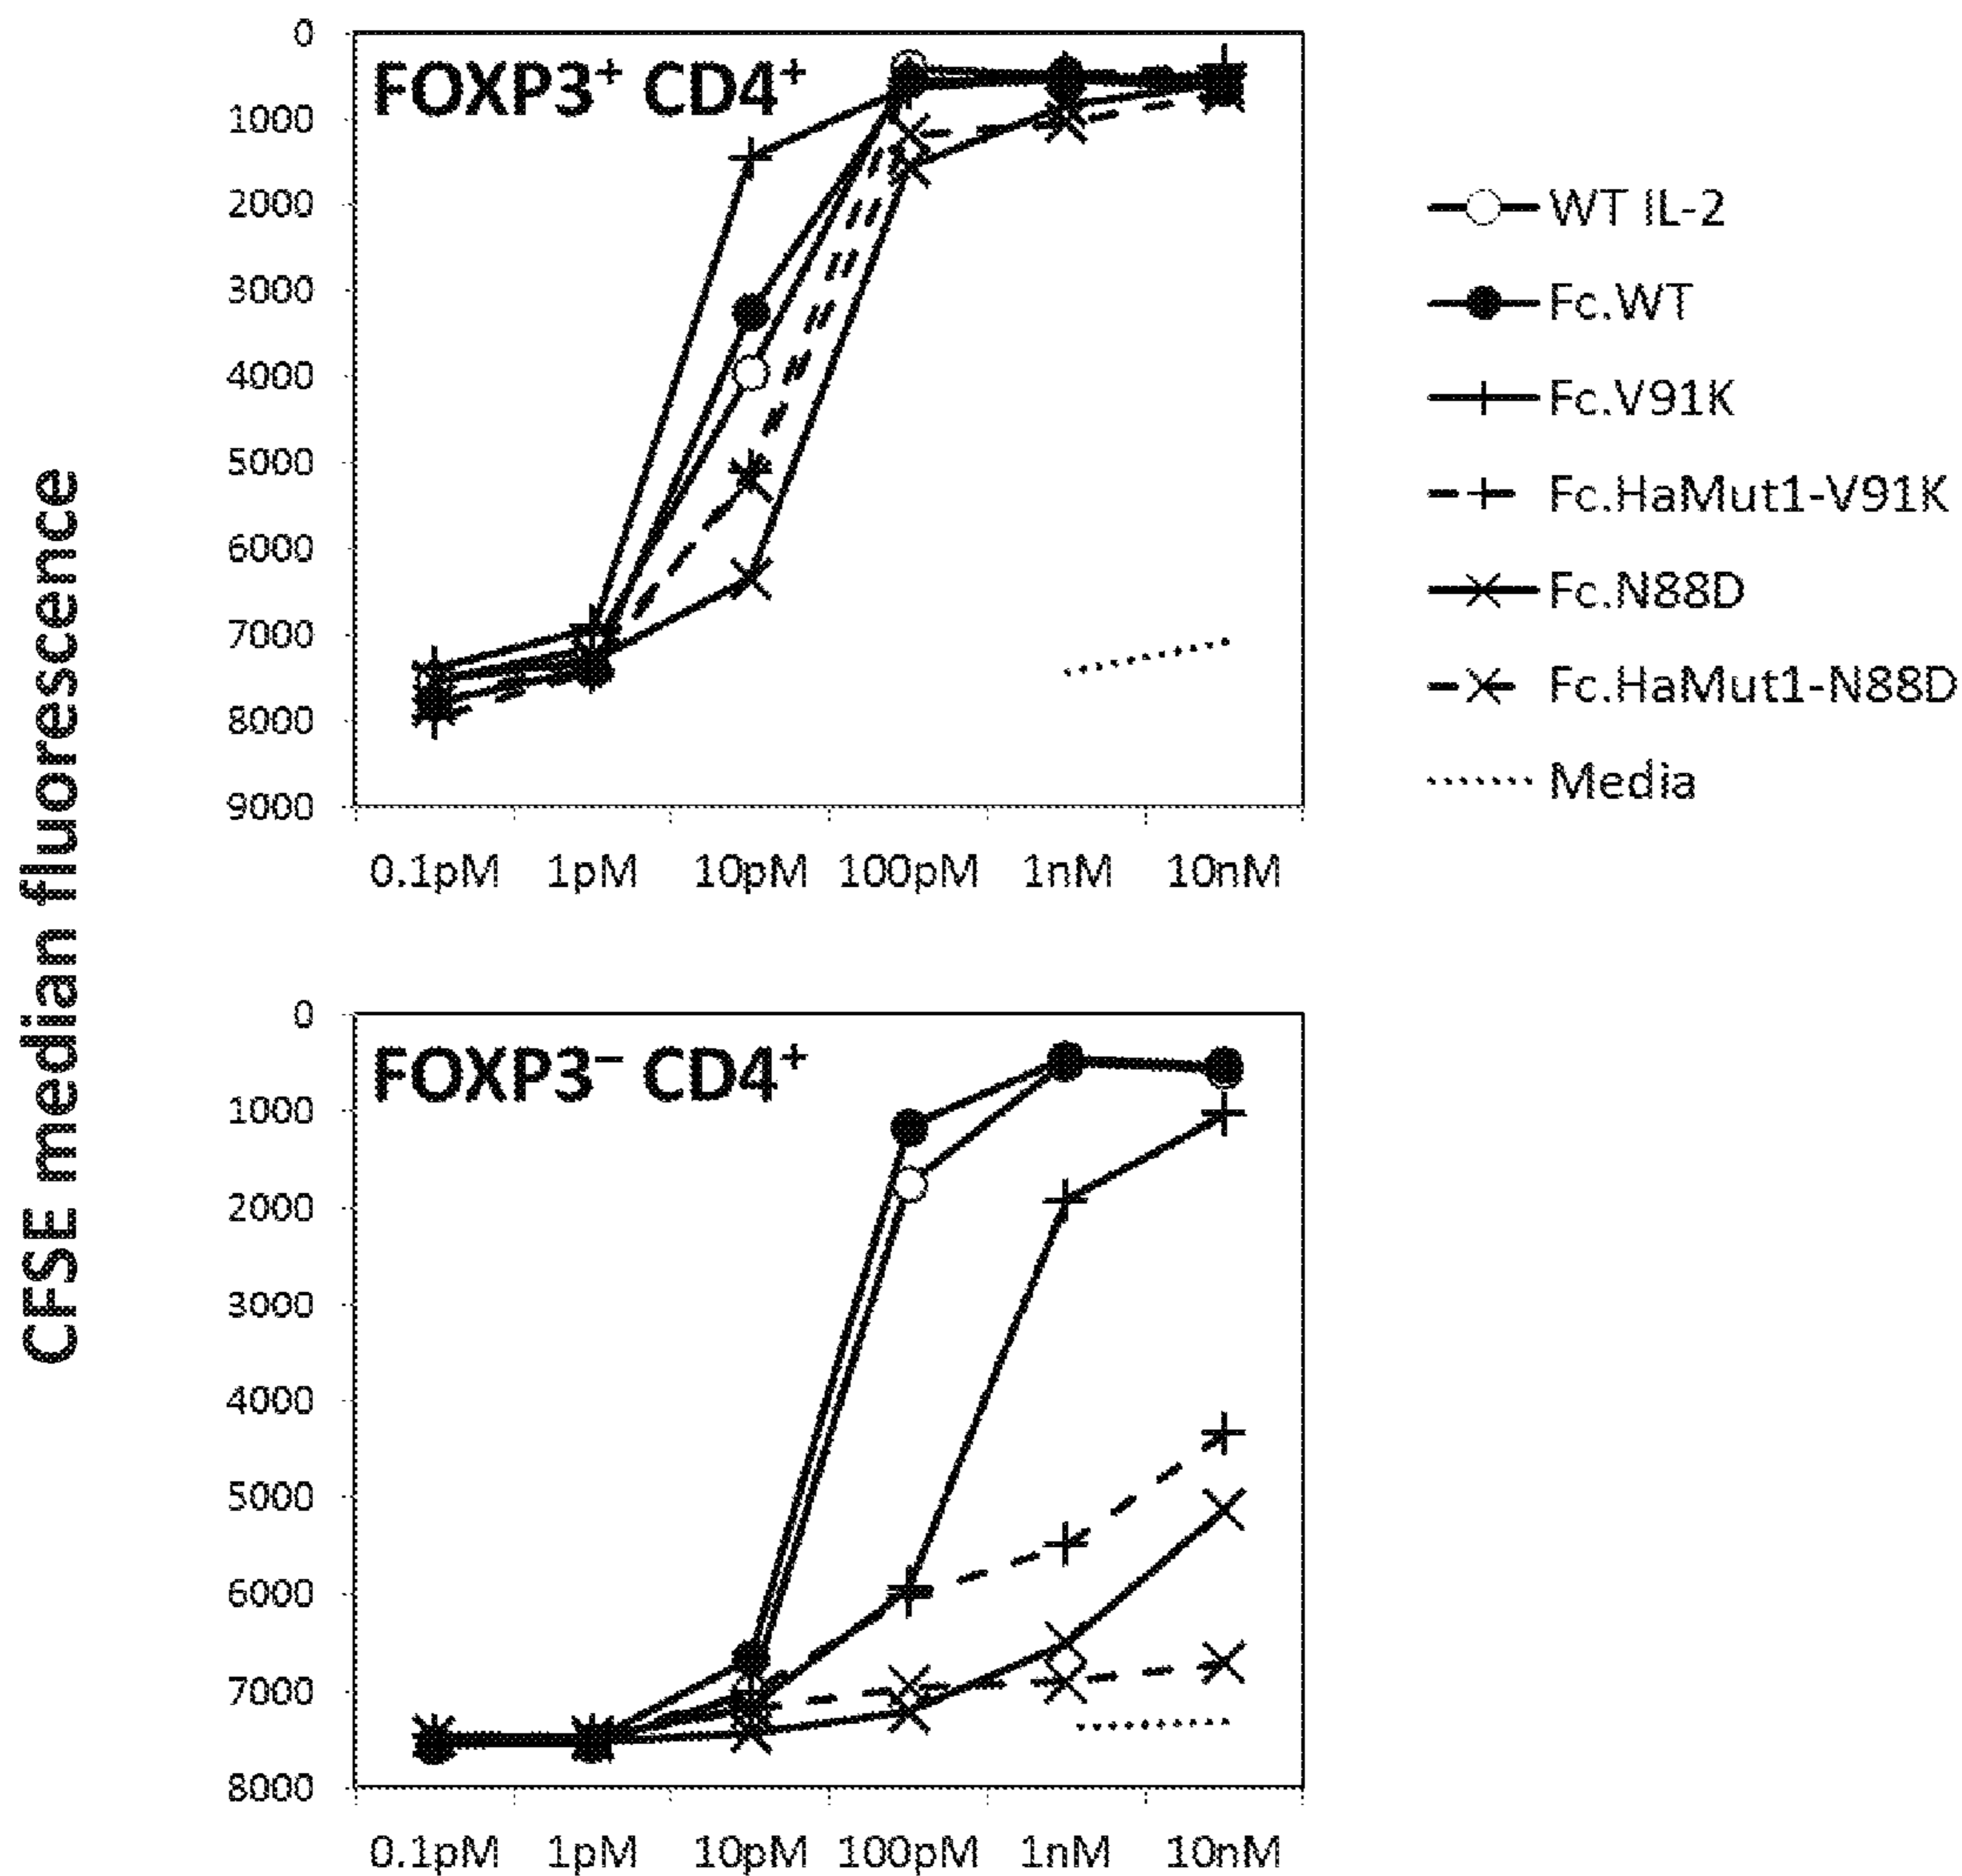 CFSE median fluorescence
FOXP3⁺ CD4⁺
0
1000
2000
3000
4000
5000
6000
7000
8000
9000
0.1pM 1pM 10pM 100pM 1nM 10nM
WT IL-2
Fc.WT
Fc.V91K
Fc.HaMut1-V91K
Fc.N88D
Fc.HaMut1-N88D
Media
FOXP3⁻ CD4⁺
0
1000
2000
3000
4000
5000
6000
7000
8000
0.1pM 1pM 10pM 100pM 1nM 10nM